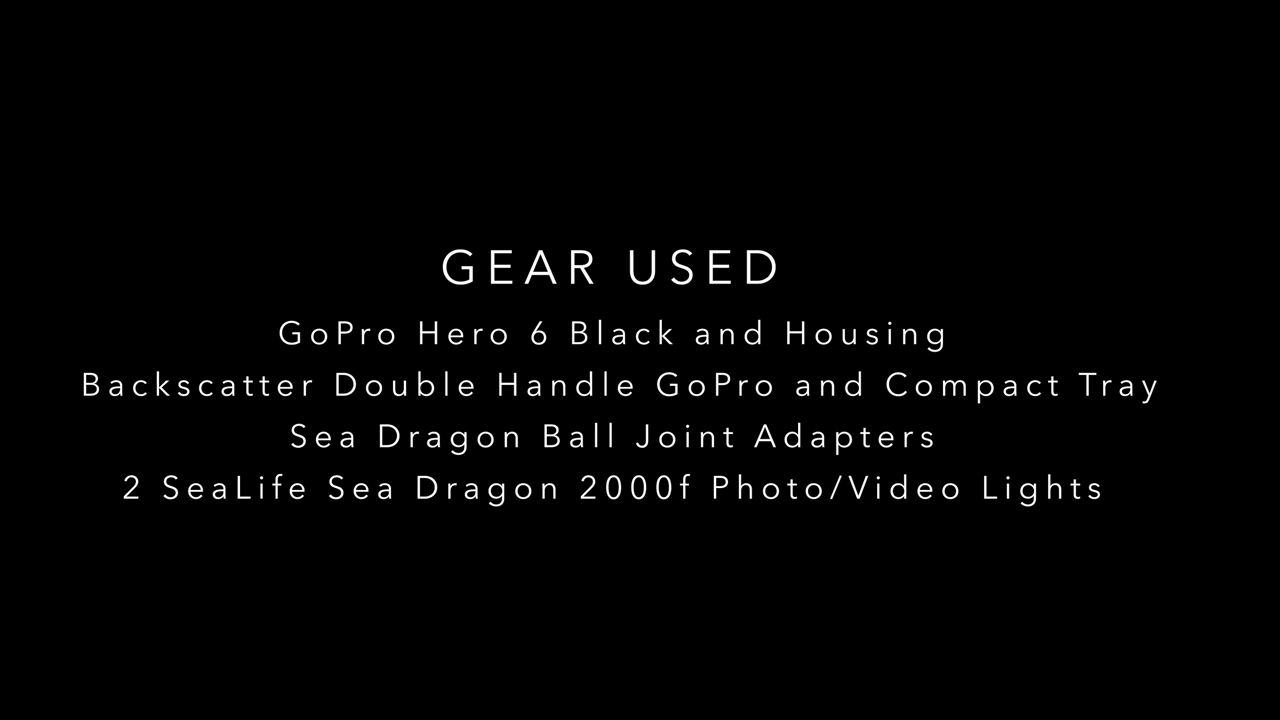 GEAR USED
GoPro Hero 6 Black and Housing
Backscatter Double Handle GoPro and Compact Tray
Sea Dragon Ball Joint Adapters
2 SeaLife Sea Dragon 2000f Photo/Video Lights